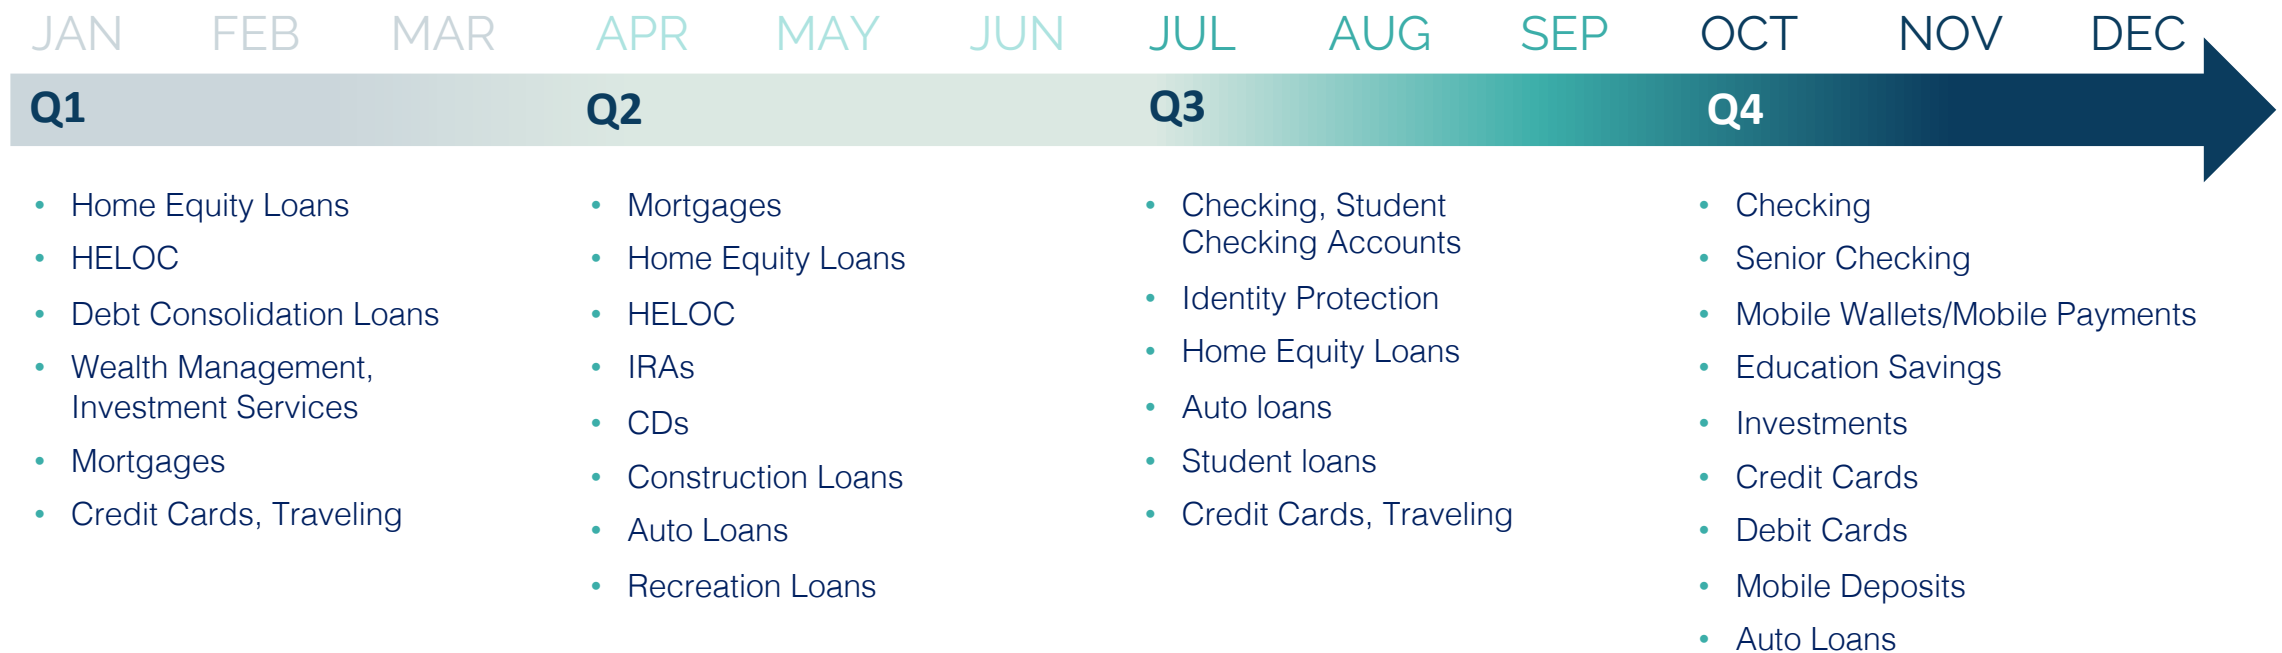 JAN FEB MAR APR MAY JUN JUL AUG SEP OCT NOV DEC
Q1 Q2 Q3 Q4
• Home Equity Loans
• HELOC
• Debt Consolidation Loans
• Wealth Management,
Investment Services
• Mortgages
• Credit Cards, Traveling
• Mortgages
• Home Equity Loans
• HELOC
• IRAs
• CDs
• Construction Loans
• Auto Loans
• Recreation Loans
• Checking, Student
Checking Accounts
• Identity Protection
• Home Equity Loans
• Auto loans
• Student loans
• Credit Cards, Traveling
• Checking
• Senior Checking
• Mobile Wallets/Mobile Payments
• Education Savings
• Investments
• Credit Cards
• Debit Cards
• Mobile Deposits
• Auto Loans